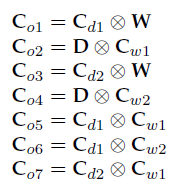 C_{o1} = C_{d1} ⊗ W
C_{o2} = D ⊗ C_{w1}
C_{o3} = C_{d2} ⊗ W
C_{o4} = D ⊗ C_{w2}
C_{o5} = C_{d1} ⊗ C_{w1}
C_{o6} = C_{d1} ⊗ C_{w2}
C_{o7} = C_{d2} ⊗ C_{w1}